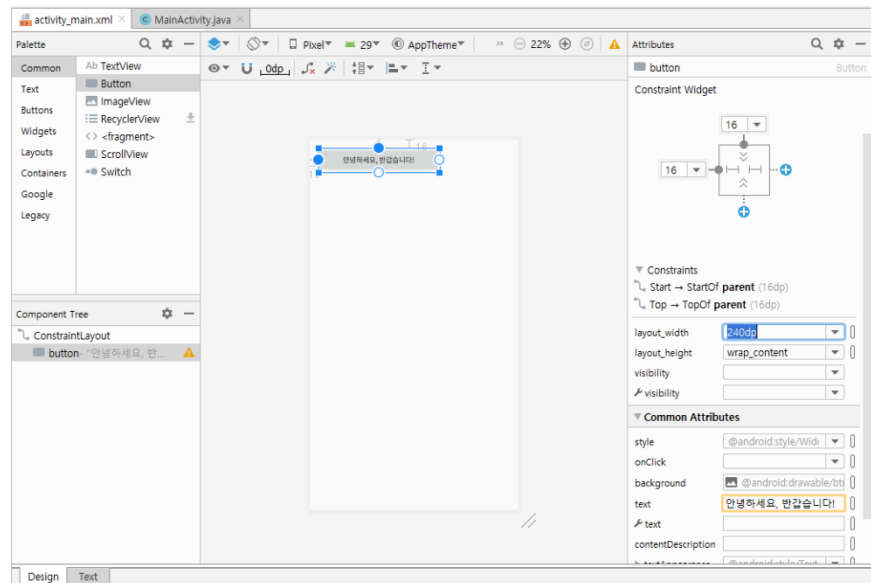 activity_main.xml
MainActivity.java
Palette
Pixel
29
AppTheme
22%
Attributes
Common
Text
Buttons
Widgets
Layouts
Containers
Google
Legacy
Ab TextView
Button
ImageView
RecyclerView
<fragment>
ScrollView
Switch
0dp
16
안녕하세요, 반갑습니다!
Component Tree
ConstraintLayout
button- "안녕하세요, 반...
button
Button
Constraint Widget
16
16
Constraints
Start → StartOf parent (16dp)
Top → TopOf parent (16dp)
layout_width 240dp
layout_height wrap_content
visibility
visibility
Common Attributes
style @android:style/Wid
onClick
background @android:drawable/bt
text 안녕하세요, 반갑습니다!
text
contentDescription
Design
Text